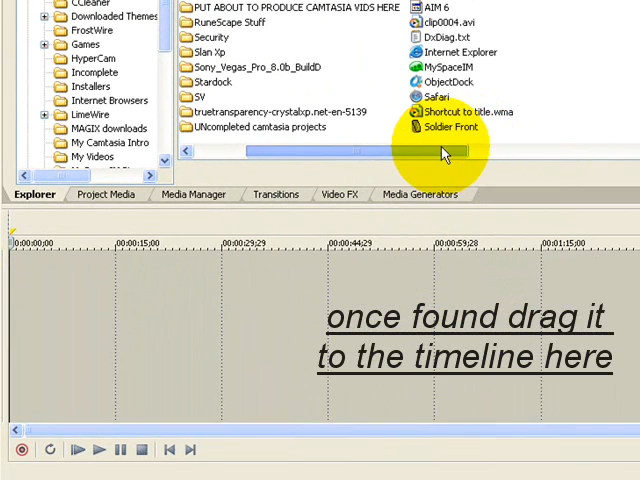 CCleaner
Downloaded Themes
FrostWire
Games
HyperCam
Incomplete
Installers
Internet Browsers
LimeWire
MAGIX downloads
My Camtasia Intro
My Videos
PUT ABOUT TO PRODUCE CAMTASIA VIDS HERE
RuneScape Stuff
Security
Slan Xp
Sony_Vegas_Pro_8.0b_BuildD
Stardock
SV
truetransparency-crystalxp.net-en-5139
UNcompleted camtasia projects
AIM 6
clip0004.avi
DxDiag.txt
Internet Explorer
MySpaceIM
ObjectDock
Safari
Shortcut to title.wma
Soldier Front
Explorer Project Media Media Manager Transitions Video FX Media Generators
00:00:00;00 00:00:15;00 00:00:29;29 00:00:44;29 00:00:59;28 00:01:15;00
once found drag it
to the timeline here